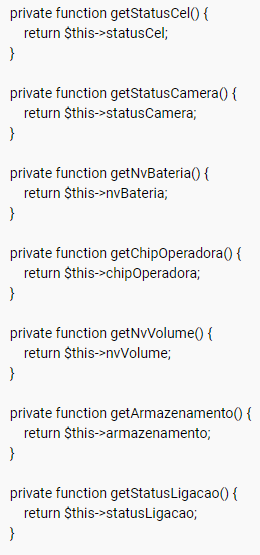 private function getStatusCel() {
return $this->statusCel;
}
private function getStatusCamera() {
return $this->statusCamera;
}
private function getNvBateria() {
return $this->nvBateria;
}
private function getChipOperadora() {
return $this->chipOperadora;
}
private function getNvVolume() {
return $this->nvVolume;
}
private function getArmazenamento() {
return $this->armazenamento;
}
private function getStatusLigacao() {
return $this->statusLigacao;
}